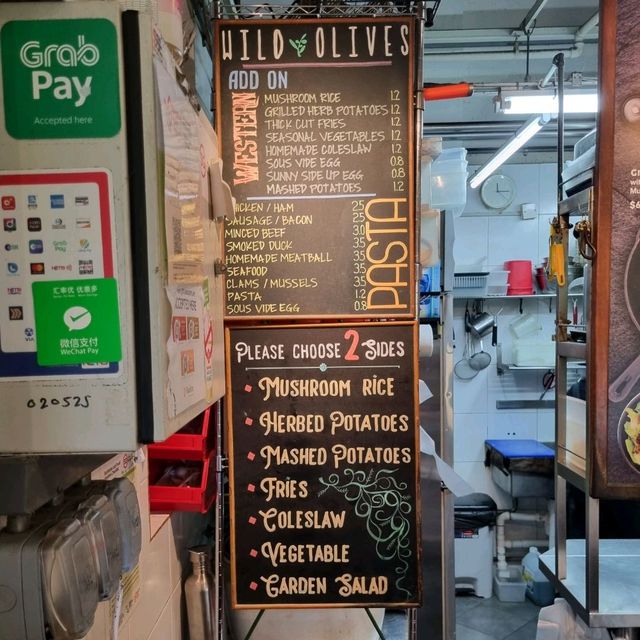 Grab
Pay
Accepted here
微信支付
WeChat Pay
020525
WILD OLIVES
ADD ON
WESTERN
MUSHROOM RICE 1.2
GRILLED HERB POTATOES 1.2
THICK CUT FRIES 1.2
SEASONAL VEGETABLES 1.2
HOMEMADE COLESLAW 1.2
SOUS VIDE EGG 0.8
SUNNY SIDE UP EGG 0.8
MASHED POTATOES 1.2
PASTA
CHICKEN / HAM 2.5
SAUSAGE / BACON 2.5
MINCED BEEF 3.0
SMOKED DUCK 3.5
HOMEMADE MEATBALL 3.5
SEAFOOD 3.5
CLAMS / MUSSELS 3.5
PASTA 1.2
SOUS VIDE EGG 0.8
PLEASE CHOOSE 2 SIDES
MUSHROOM RICE
HERBED POTATOES
MASHED POTATOES
FRIES
COLESLAW
VEGETABLE
GARDEN SALAD